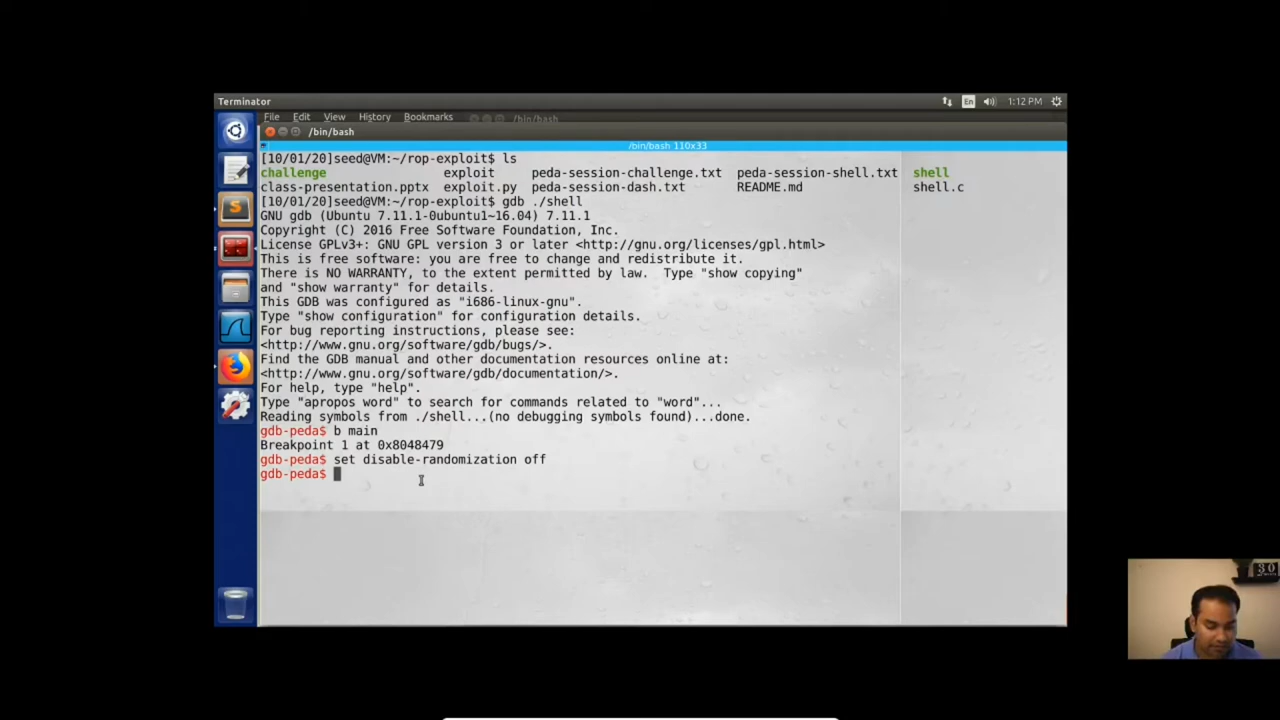 Terminator
En
1:12 PM
File Edit View History Bookmarks
/bin/bash
/bin/bash
/bin/bash 110x33
[10/01/20]seed@VM:~/rop-exploit$ ls
challenge exploit peda-session-challenge.txt peda-session-shell.txt shell
class-presentation.pptx exploit.py peda-session-dash.txt README.md shell.c
[10/01/20]seed@VM:~/rop-exploit$ gdb ./shell
GNU gdb (Ubuntu 7.11.1-0ubuntu1~16.04) 7.11.1
Copyright (C) 2016 Free Software Foundation, Inc.
License GPLv3+: GNU GPL version 3 or later <http://gnu.org/licenses/gpl.html>
This is free software: you are free to change and redistribute it.
There is NO WARRANTY, to the extent permitted by law.  Type "show copying"
and "show warranty" for details.
This GDB was configured as "i686-linux-gnu".
Type "show configuration" for configuration details.
For bug reporting instructions, please see:
<http://www.gnu.org/software/gdb/bugs/>.
Find the GDB manual and other documentation resources online at:
<http://www.gnu.org/software/gdb/documentation/>.
For help, type "help".
Type "apropos word" to search for commands related to "word"...
Reading symbols from ./shell...(no debugging symbols found)...done.
gdb-peda$ b main
Breakpoint 1 at 0x8048479
gdb-peda$ set disable-randomization off
gdb-peda$
30